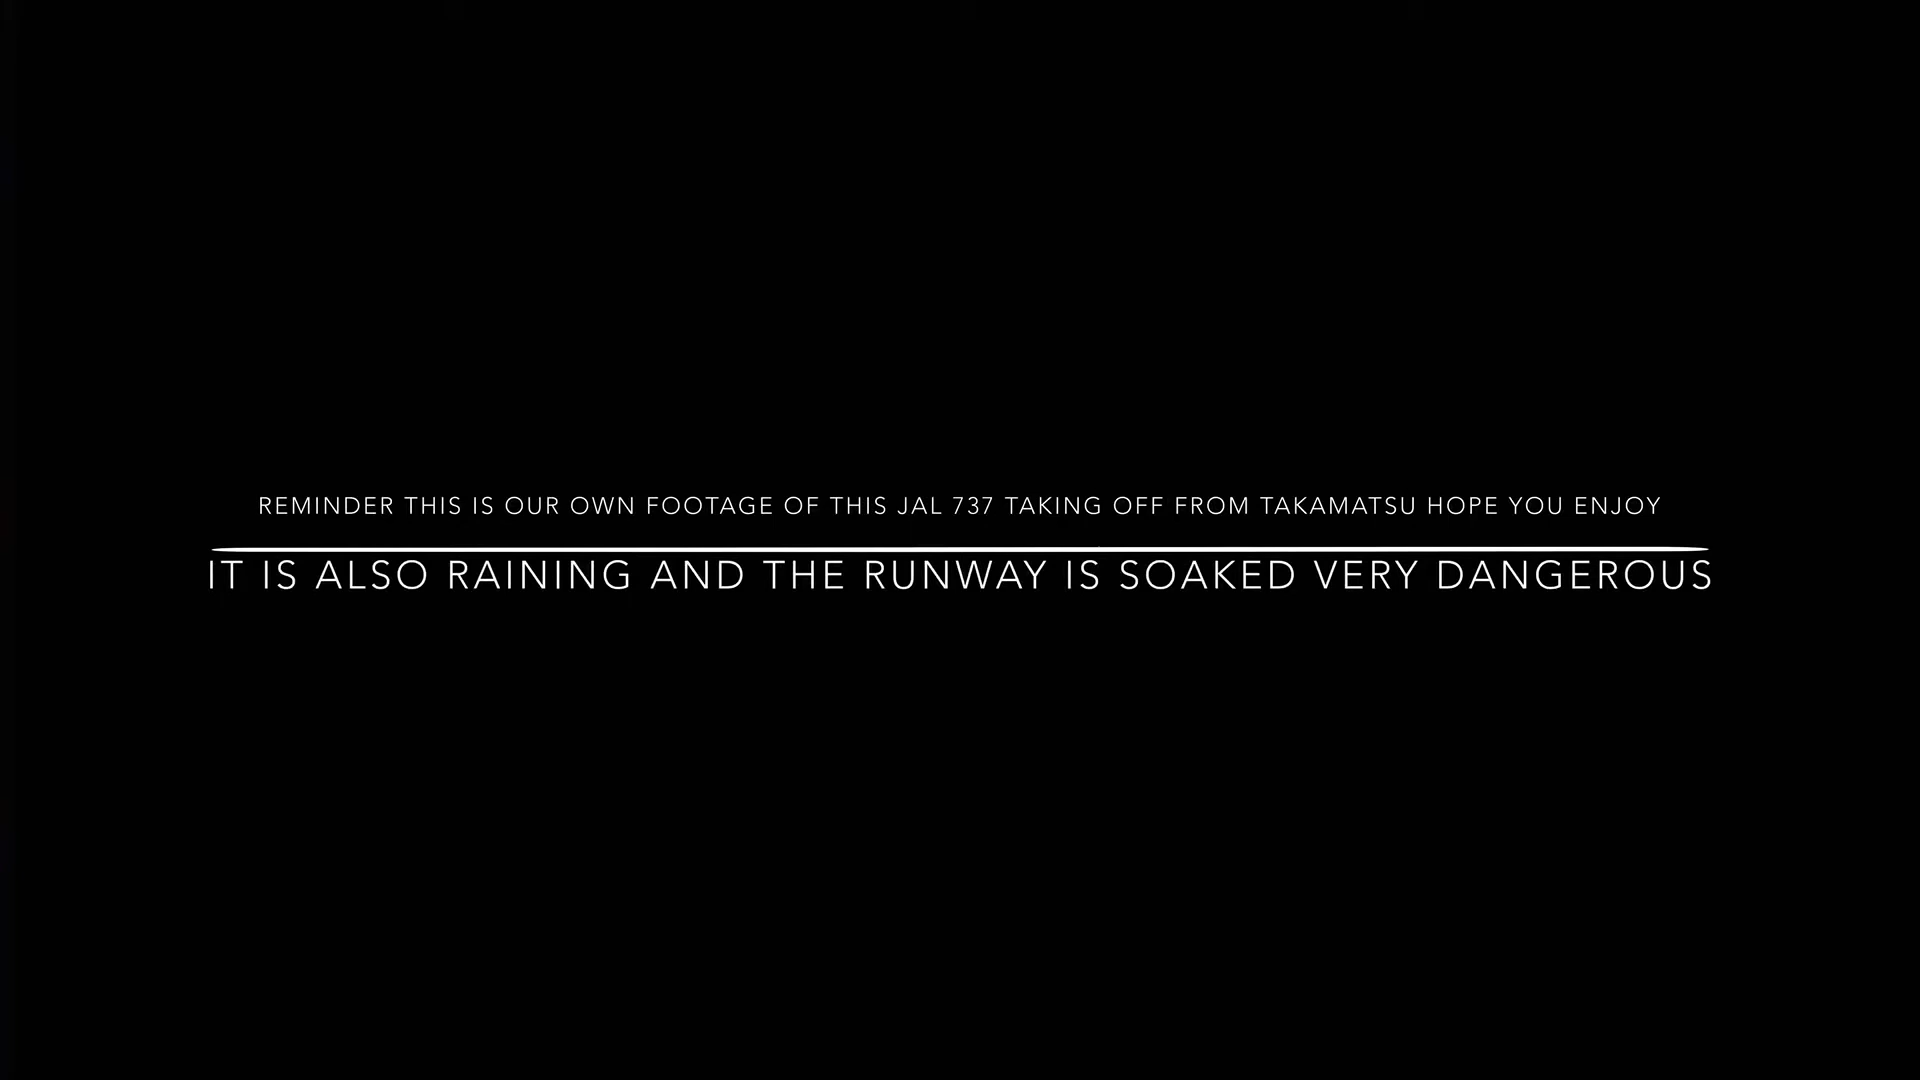 REMINDER THIS IS OUR OWN FOOTAGE OF THIS JAL 737 TAKING OFF FROM TAKAMATSU HOPE YOU ENJOY
IT IS ALSO RAINING AND THE RUNWAY IS SOAKED VERY DANGEROUS